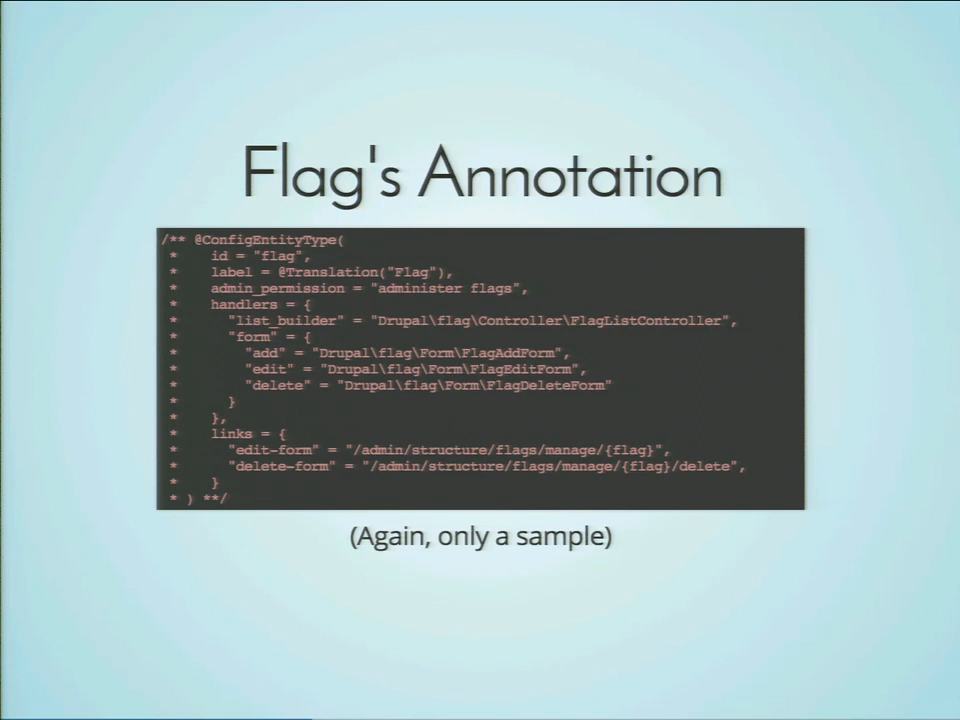 Flag's Annotation
/** @ConfigEntityType(
 *    id = "flag",
 *    label = @Translation("Flag"),
 *    admin_permission = "administer flags",
 *    handlers = {
 *      "list_builder" = "Drupal\flag\Controller\FlagListController",
 *      "form" = {
 *        "add" = "Drupal\flag\Form\FlagAddForm",
 *        "edit" = "Drupal\flag\Form\FlagEditForm",
 *        "delete" = "Drupal\flag\Form\FlagDeleteForm"
 *      }
 *    },
 *    links = {
 *      "edit-form" = "/admin/structure/flags/manage/{flag}",
 *      "delete-form" = "/admin/structure/flags/manage/{flag}/delete",
 *    }
 * ) **/
(Again, only a sample)